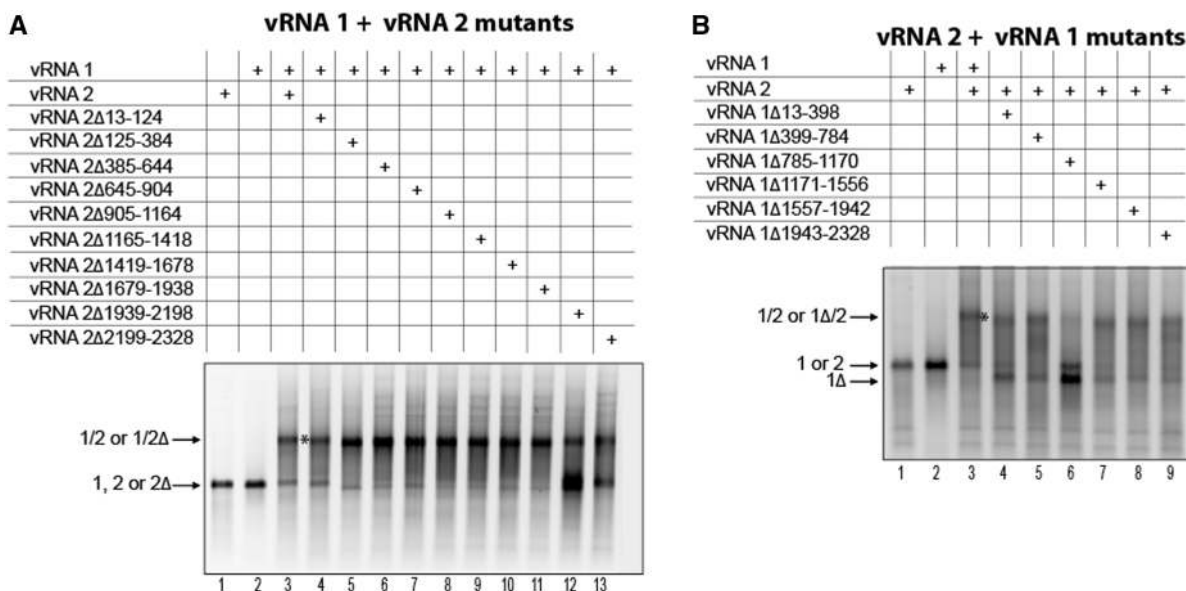 A
vRNA 1 + vRNA 2 mutants
vRNA 1 + + + + + + + + + + + +
vRNA 2 + +
vRNA 2Δ13-124 +
vRNA 2Δ125-384 +
vRNA 2Δ385-644 +
vRNA 2Δ645-904 +
vRNA 2Δ905-1164 +
vRNA 2Δ1165-1418 +
vRNA 2Δ1419-1678 +
vRNA 2Δ1679-1938 +
vRNA 2Δ1939-2198 +
vRNA 2Δ2199-2328 +
1/2 or 1/2Δ
*
1, 2 or 2Δ
1 2 3 4 5 6 7 8 9 10 11 12 13
B
vRNA 2 + vRNA 1 mutants
vRNA 1 + +
vRNA 2 + + + + + + + +
vRNA 1Δ13-398 +
vRNA 1Δ399-784 +
vRNA 1Δ785-1170 +
vRNA 1Δ1171-1556 +
vRNA 1Δ1557-1942 +
vRNA 1Δ1943-2328 +
1/2 or 1Δ/2
*
1 or 2
1Δ
1 2 3 4 5 6 7 8 9